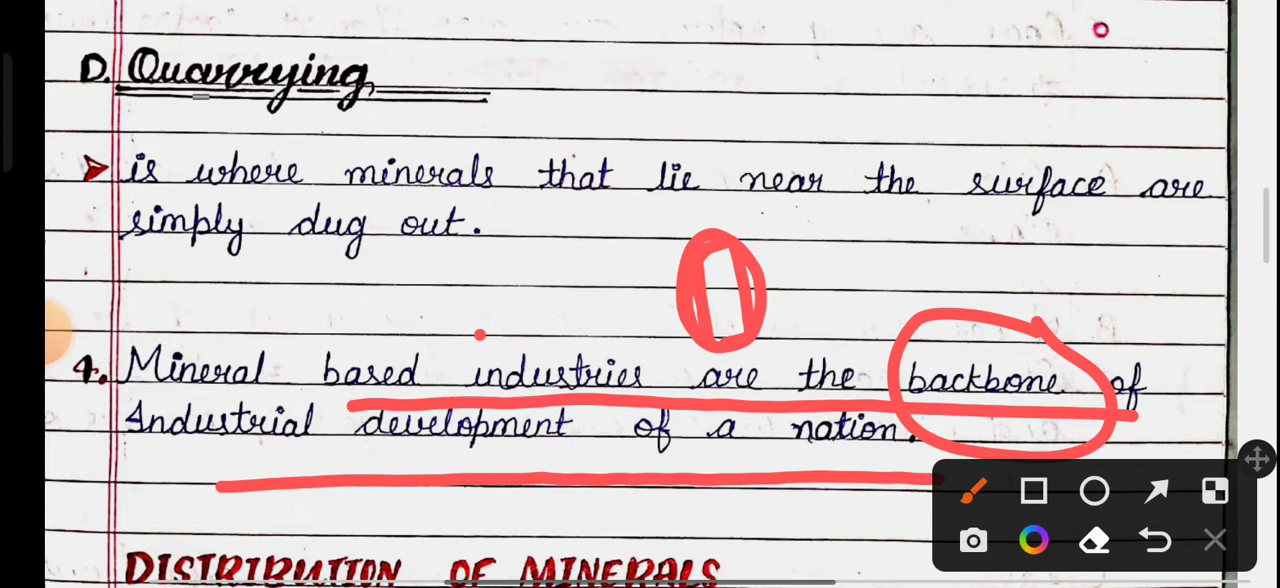 D. Quarrying
is where minerals that lie near the surface are
simply dug out.
4. Mineral based industries are the backbone of
Industrial development of a nation.
DISTRIBUTION OF MINERALS